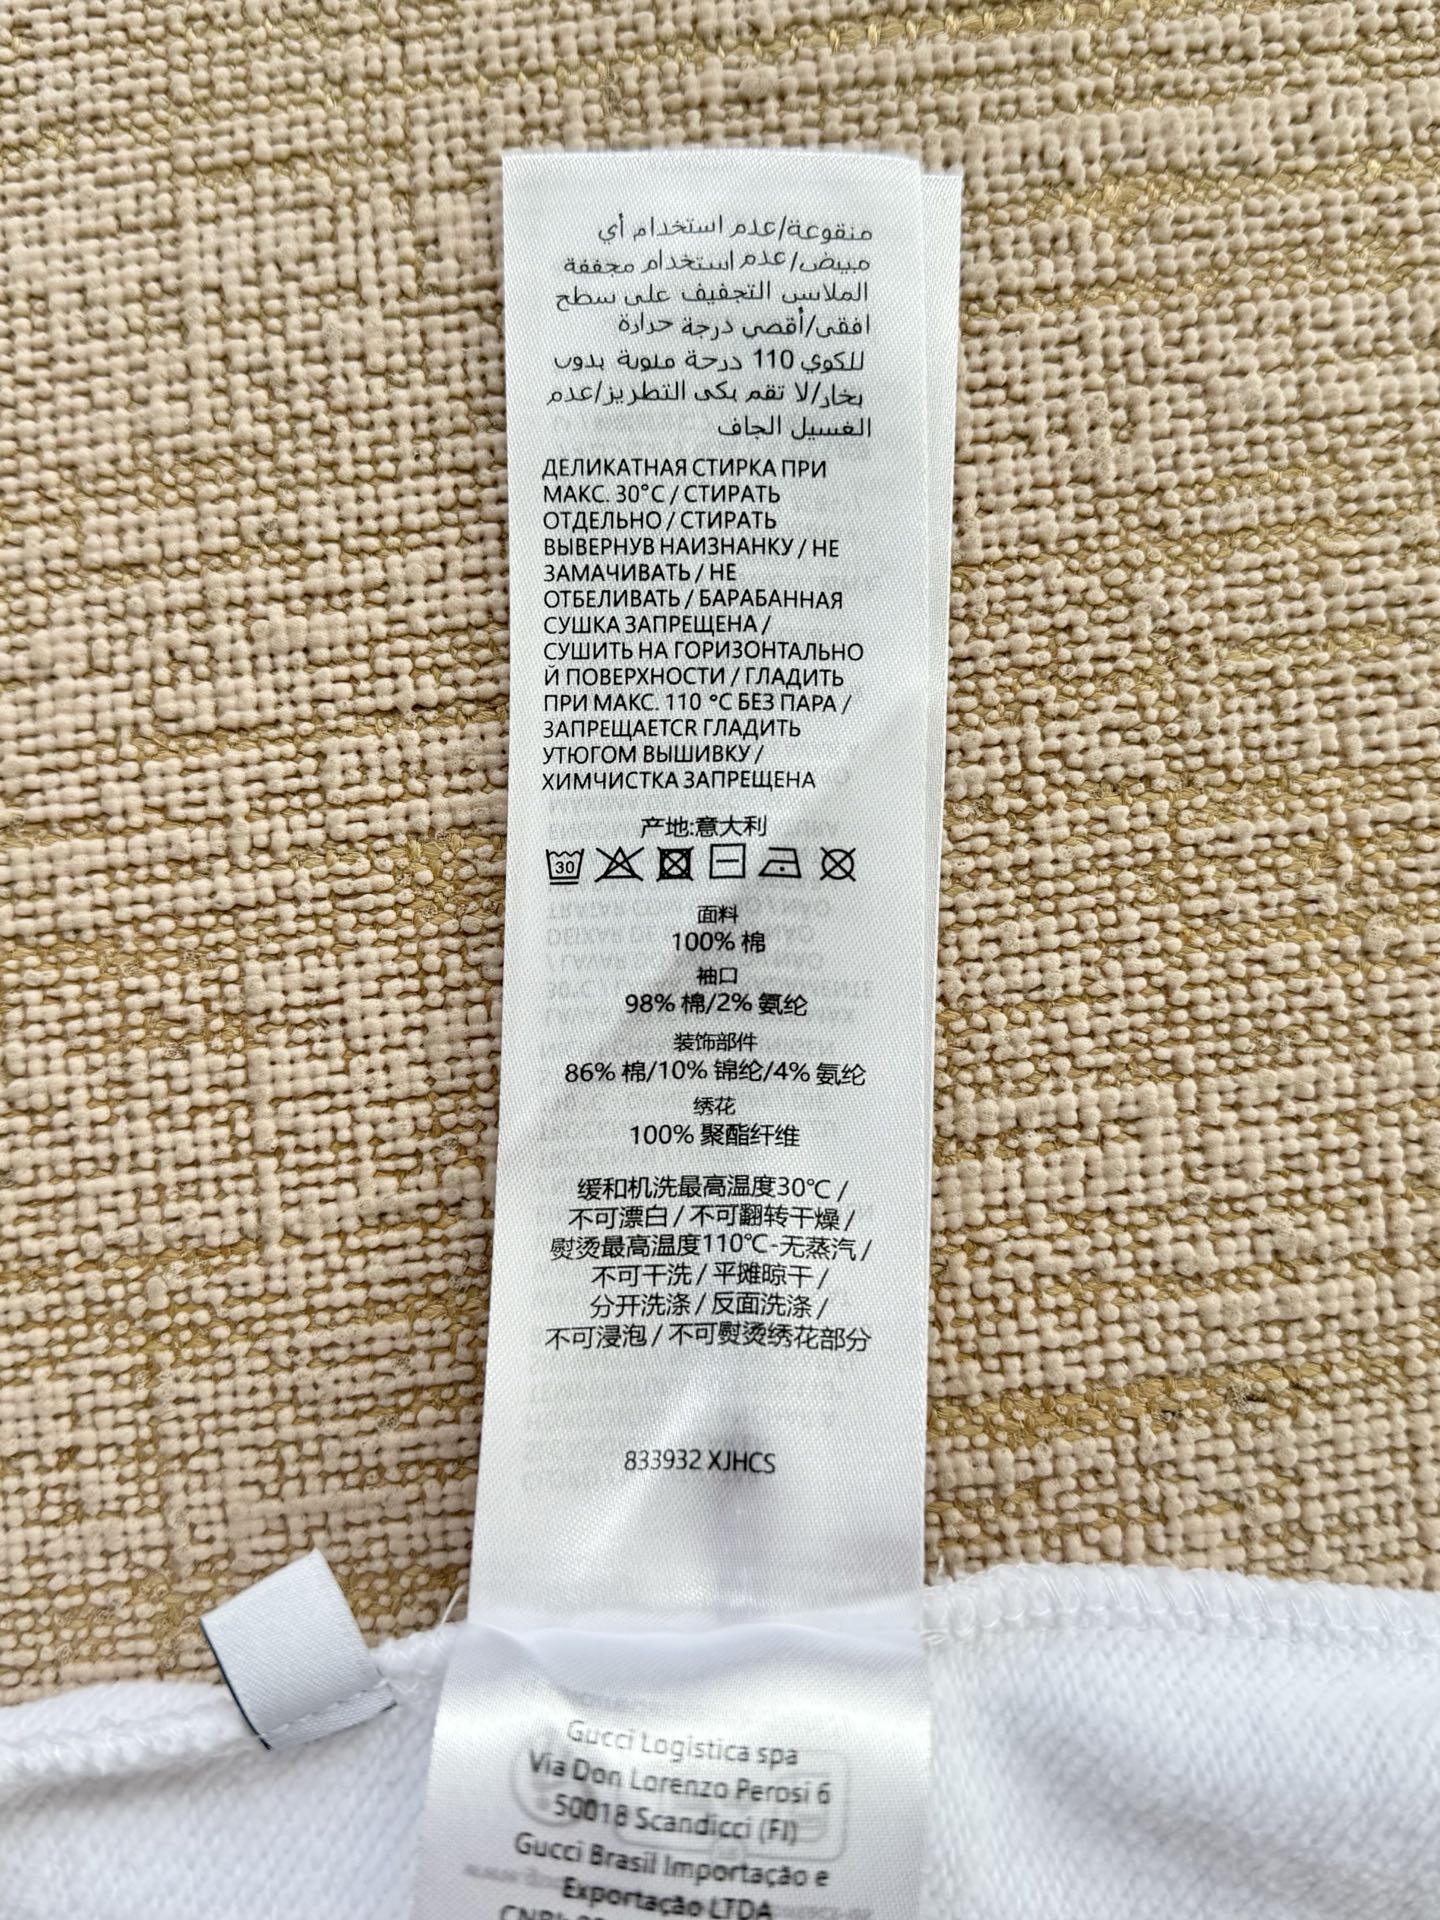 منقوعة/عدم استخدام أي
مبيض/عدم استخدام مجففة
الملابس التجفيف على سطح
افقى/أقصى درجة حدارة
للكوي 110 درحة مئوية بدوب
بخار/لا تقم بكى التطريز/عدم
الغسيل الجاف
ДЕЛИКАТНАЯ СТИРКА ПРИ
МАКС. 30°C / СТИРАТЬ
ОТДЕЛЬНО / СТИРАТЬ
ВЫВЕРНУВ НАИЗНАНКУ / НЕ
ЗАМАЧИВАТЬ / НЕ
ОТБЕЛИВАТЬ / БАРАБАННАЯ
СУШКА ЗАПРЕЩЕНА /
СУШИТЬ НА ГОРИЗОНТАЛЬНО
Й ПОВЕРХНОСТИ / ГЛАДИТЬ
ПРИ МАКС. 110 °C БЕЗ ПАРА /
ЗАПРЕЩАЕТСR ГЛАДИТЬ
УТЮГОМ ВЫШИВКУ /
ХИМЧИСТКА ЗАПРЕЩЕНА
产地:意大利
30
面料
100% 棉
袖口
98% 棉/2% 氨纶
装饰部件
86% 棉/10% 锦纶/4% 氨纶
绣花
100% 聚酯纤维
缓和机洗最高温度30℃ /
不可漂白 / 不可翻转干燥 /
熨烫最高温度110℃-无蒸汽 /
不可干洗 / 平摊晾干 /
分开洗涤 / 反面洗涤 /
不可浸泡 / 不可熨烫绣花部分
833932 XJHCS
Gucci Logistica spa
Via Don Lorenzo Perosi 6
50018 Scandicci (FI)
Gucci Brasil Importação e
Exportação LTDA